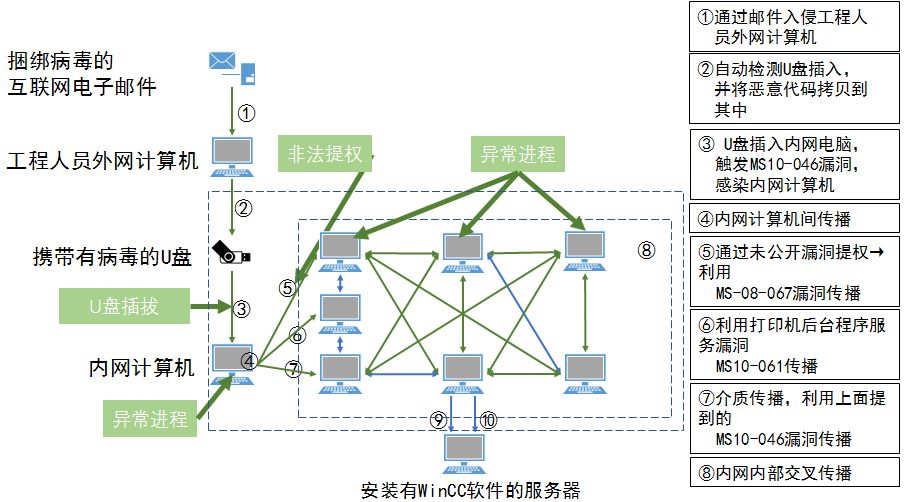 捆绑病毒的
互联网电子邮件
①
工程人员外网计算机
②
携带有病毒的U盘
U盘插拔
③
内网计算机
④
异常进程
非法提权
异常进程
⑤
⑥
⑦
⑧
⑨
⑩
安装有WinCC软件的服务器
①通过邮件入侵工程人
员外网计算机
②自动检测U盘插入，
并将恶意代码拷贝到
其中
③ U盘插入内网电脑，
触发MS10-046漏洞，
感染内网计算机
④内网计算机间传播
⑤通过未公开漏洞提权→
利用
MS-08-067漏洞传播
⑥利用打印机后台程序服
务漏洞
MS10-061传播
⑦介质传播，利用上面提
到的
MS10-046漏洞传播
⑧内网内部交叉传播